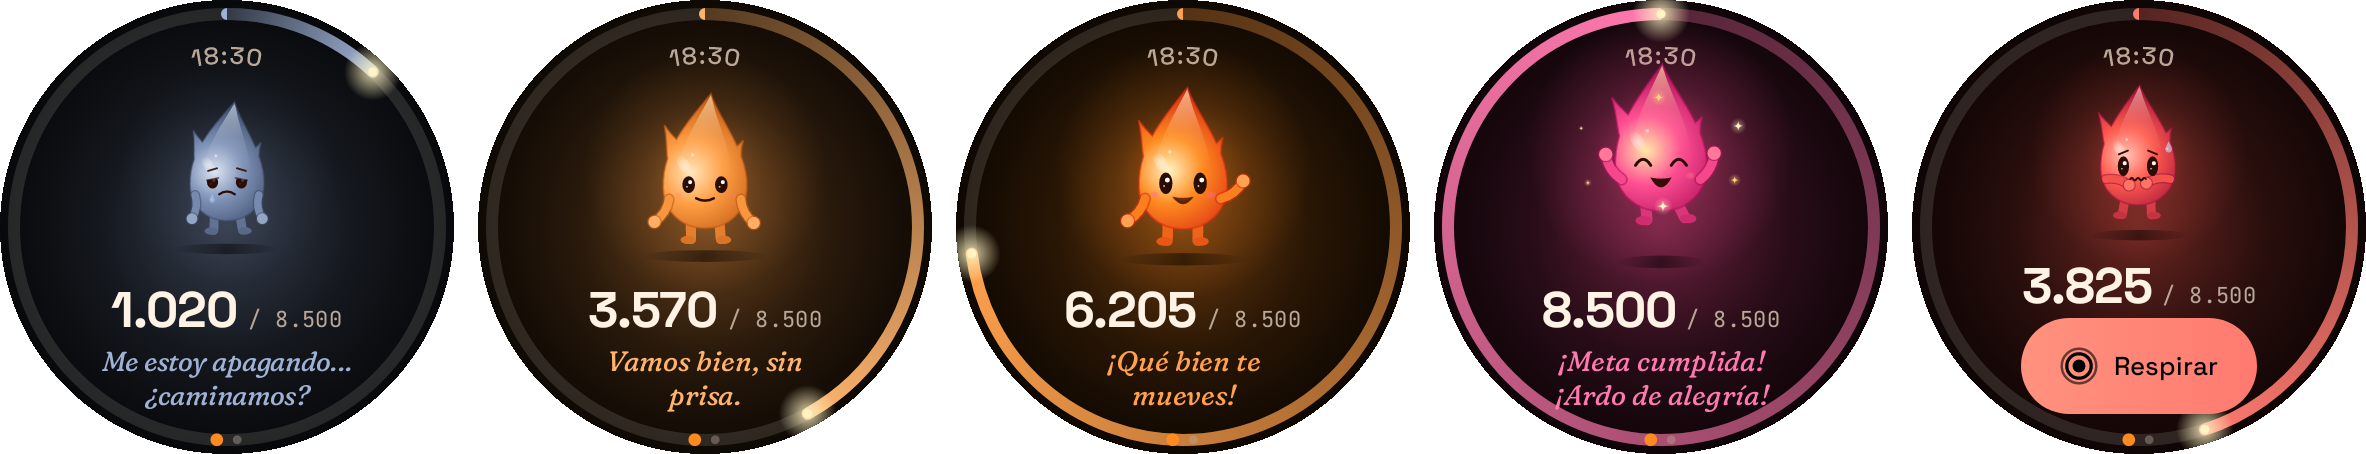 18:30
1.020 / 8.500
Me estoy apagando...
¿caminamos?
18:30
3.570 / 8.500
Vamos bien, sin
prisa.
18:30
6.205 / 8.500
¡Qué bien te
mueves!
18:30
8.500 / 8.500
¡Meta cumplida!
¡Ardo de alegría!
18:30
3.825 / 8.500
Respirar